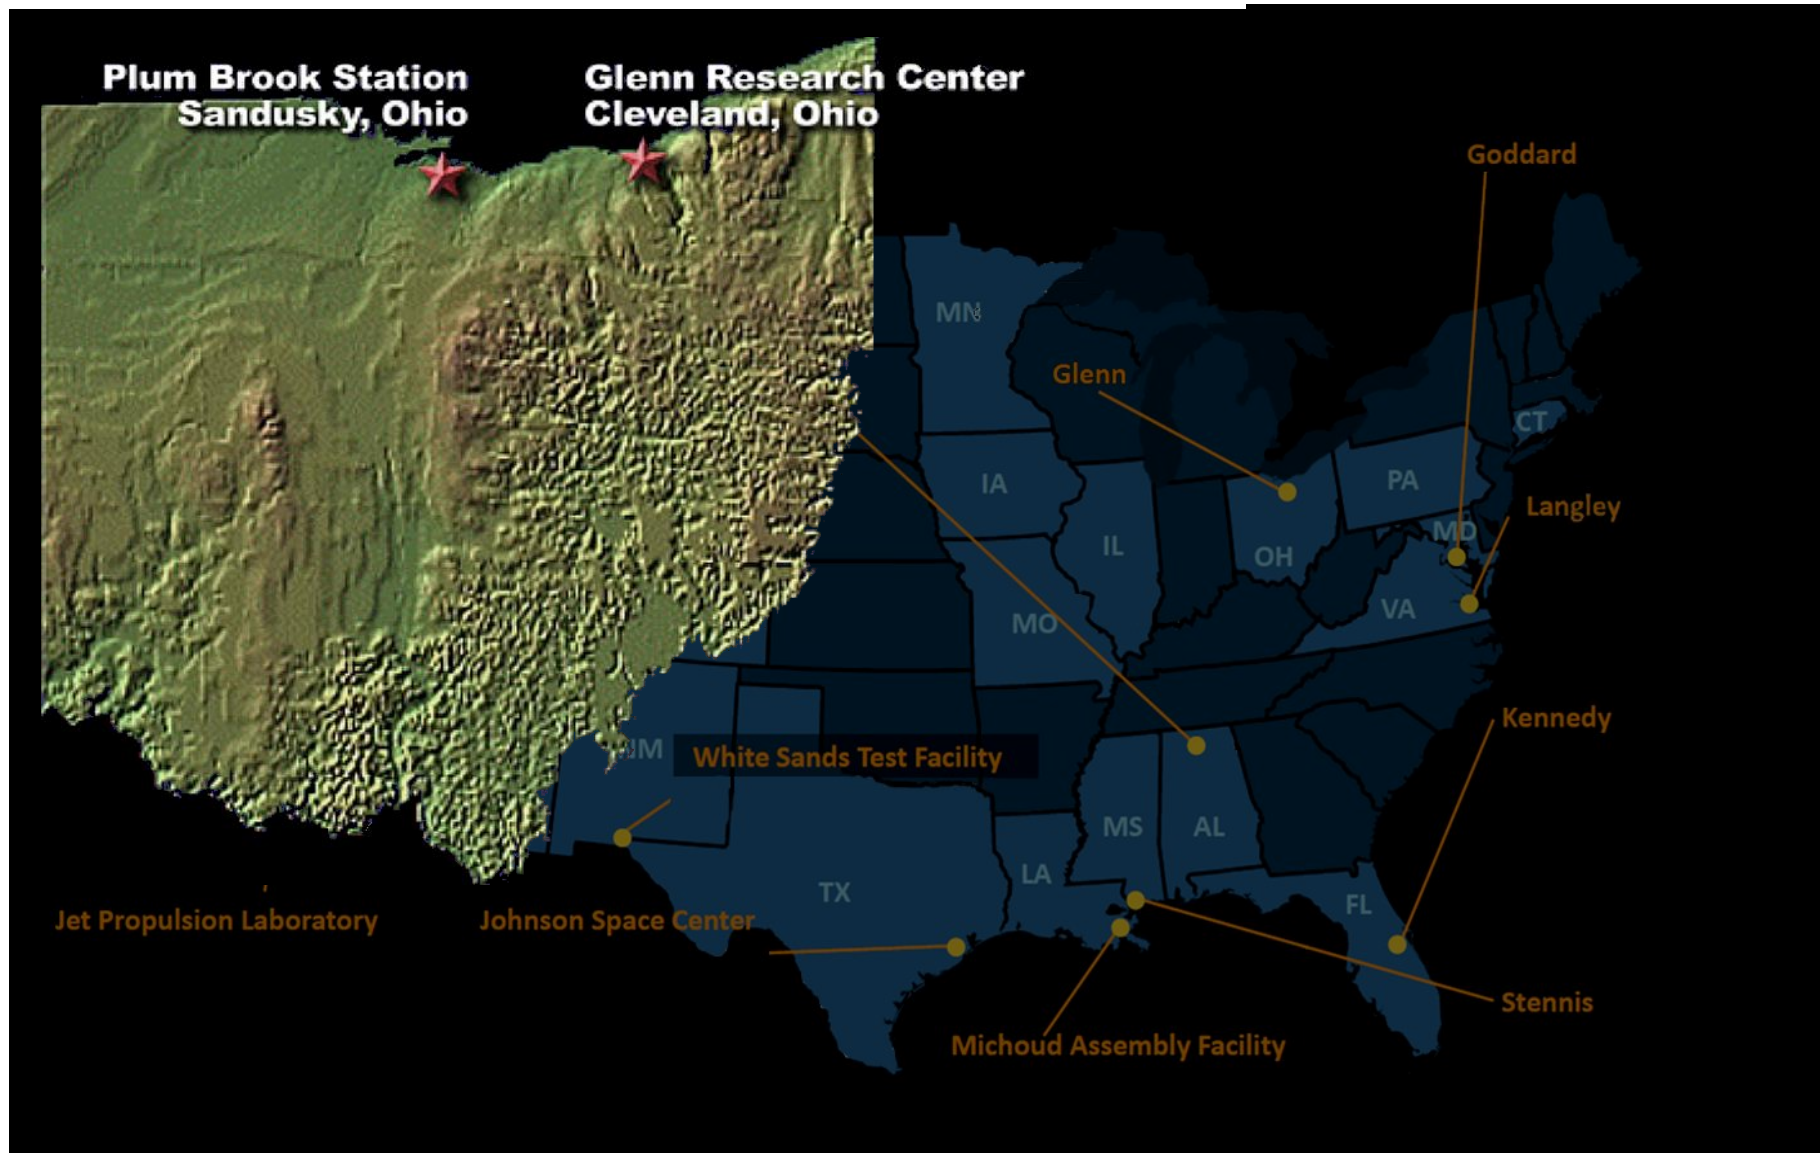 Plum Brook Station
Sandusky, Ohio
Glenn Research Center
Cleveland, Ohio
Goddard
MN
Glenn
CT
PA
IA
Langley
MD
IL
OH
VA
MO
Kennedy
NM
White Sands Test Facility
MS
AL
LA
TX
FL
Jet Propulsion Laboratory
Johnson Space Center
Stennis
Michoud Assembly Facility